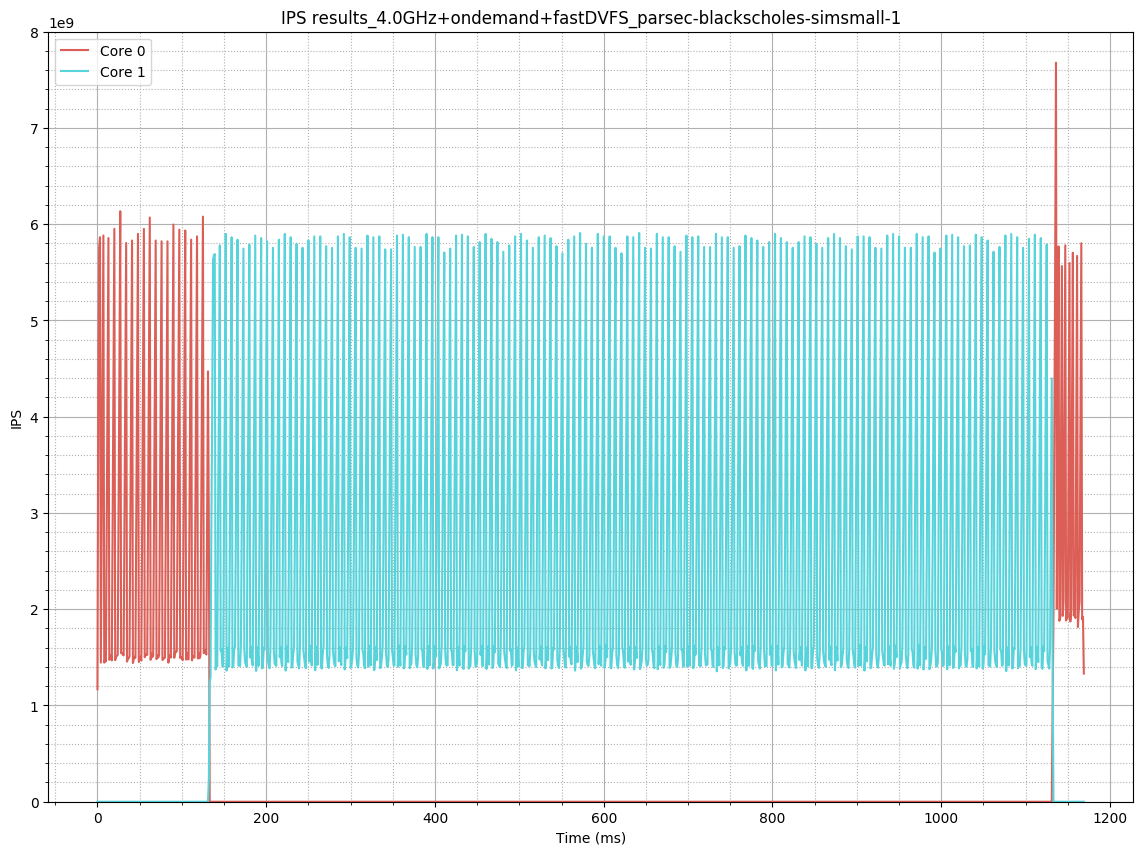 IPS results_4.0GHz+ondemand+fastDVFS_parsec-blackscholes-simsmall-1
1e9
Core 0
Core 1
8
7
6
5
4
3
2
1
0
IPS
0 200 400 600 800 1000 1200
Time (ms)